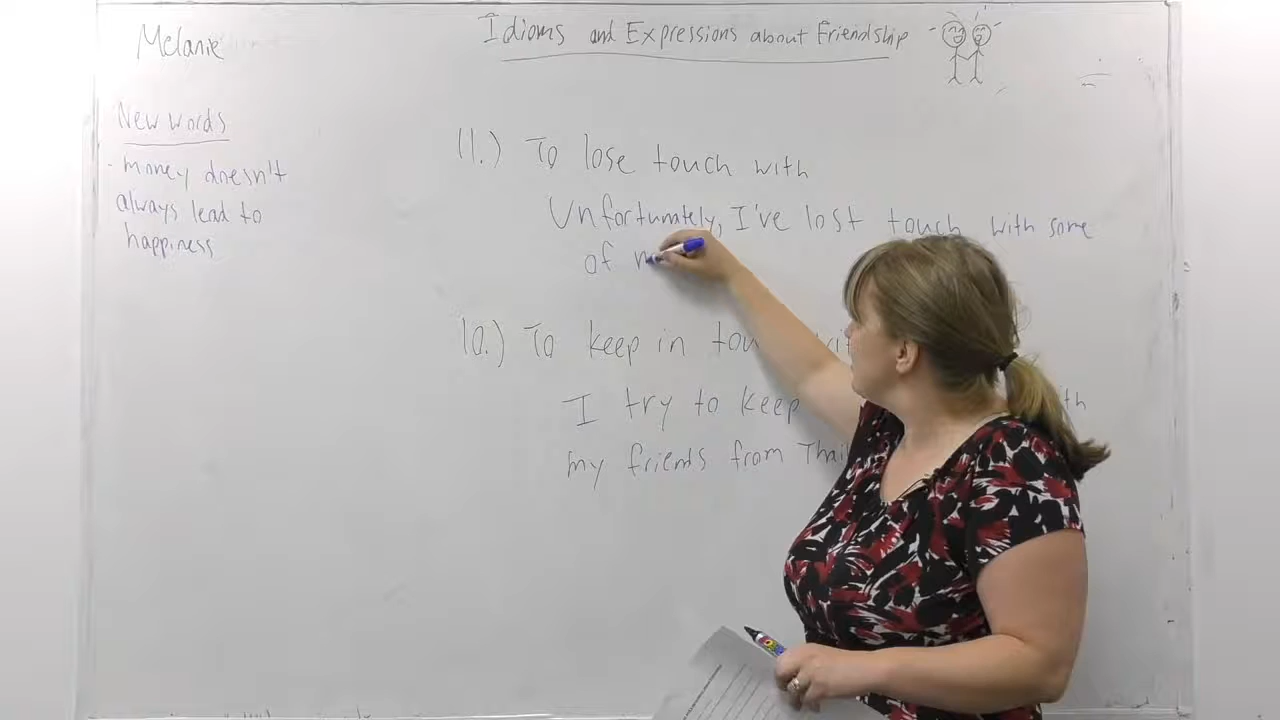 Melanie
Idioms and Expressions about Friendship
New words
- money doesn't
always lead to
happiness
11.) To lose touch with
Unfortunately, I've lost touch with some
of
10.) To keep in
I try to keep
my friends from